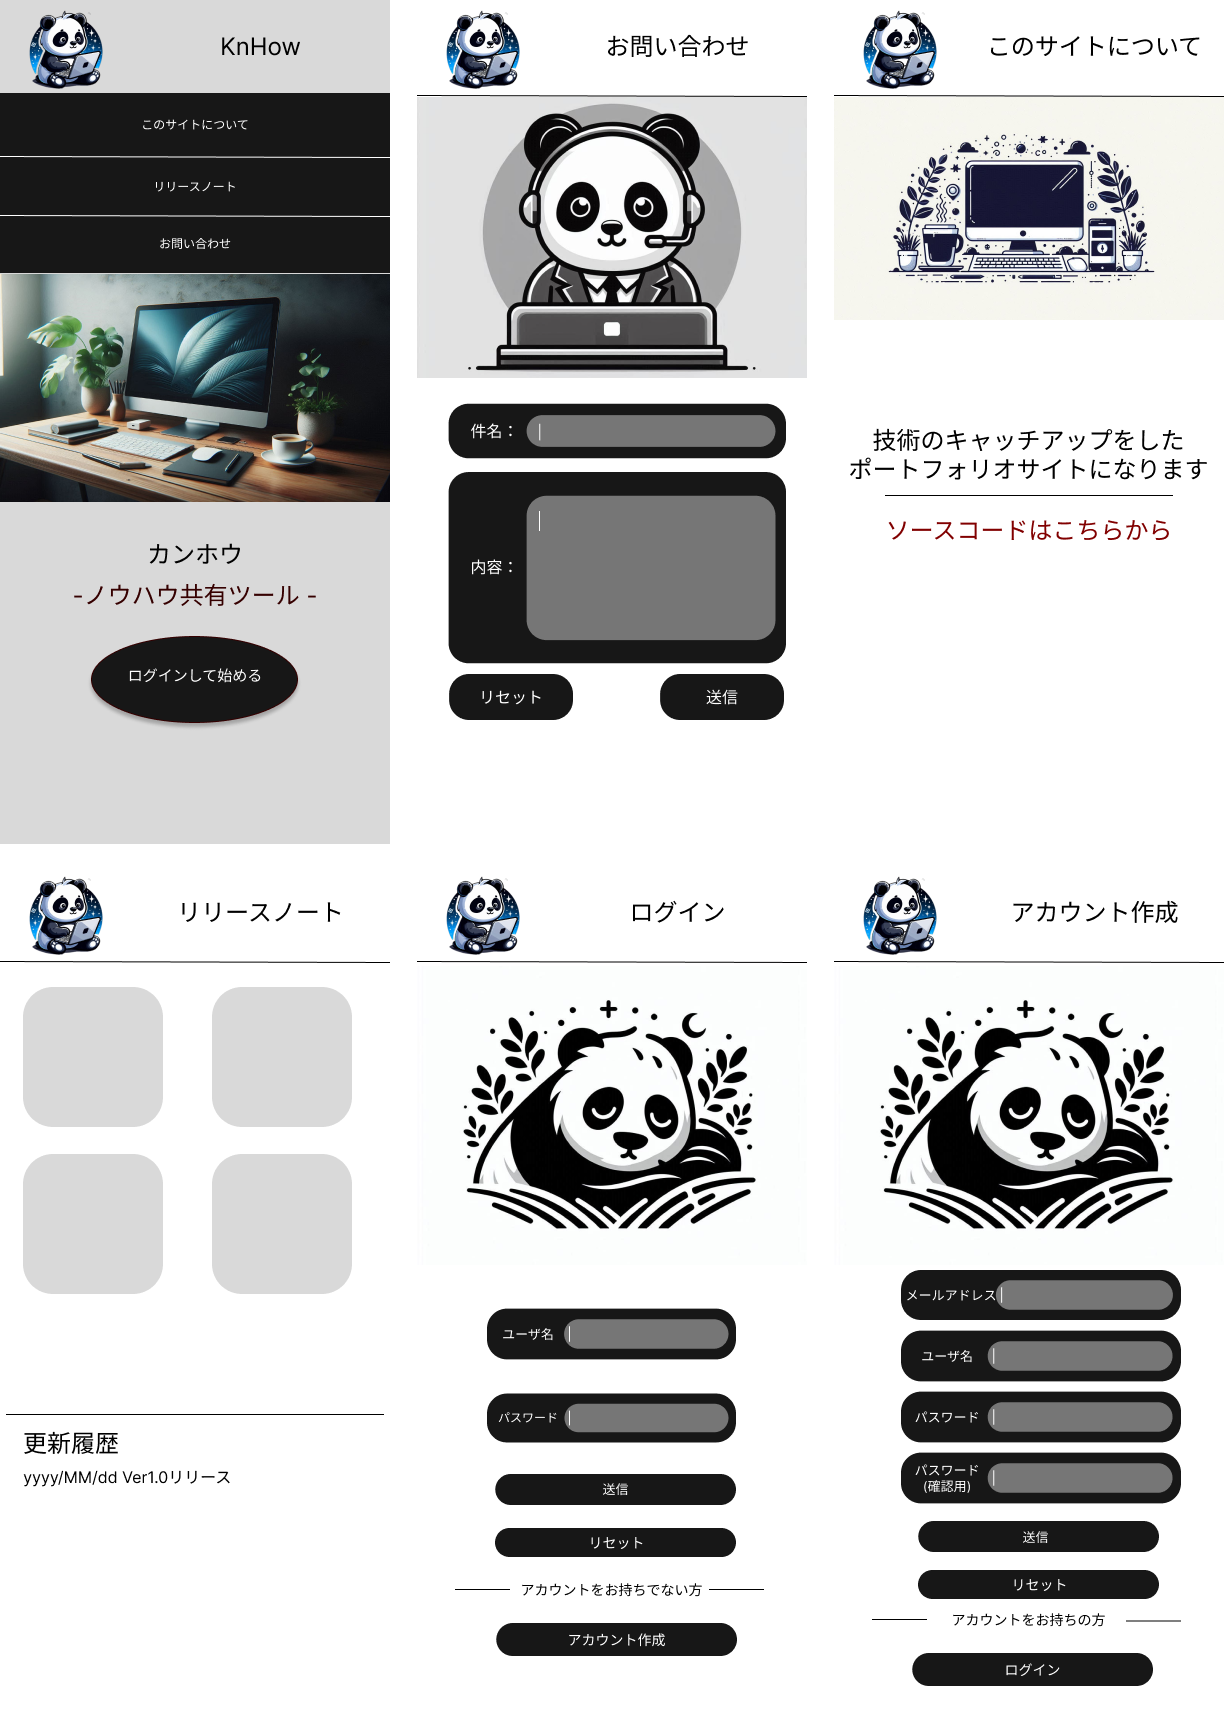 KnHow
このサイトについて
リリースノート
お問い合わせ
カンホウ
-ノウハウ共有ツール -
ログインして始める
お問い合わせ
件名：
内容：
リセット
送信
このサイトについて
技術のキャッチアップをした
ポートフォリオサイトになります
ソースコードはこちらから
リリースノート
更新履歴
yyyy/MM/dd Ver1.0リリース
ログイン
ユーザ名
パスワード
送信
リセット
アカウントをお持ちでない方
アカウント作成
アカウント作成
メールアドレス
ユーザ名
パスワード
パスワード
(確認用)
送信
リセット
アカウントをお持ちの方
ログイン